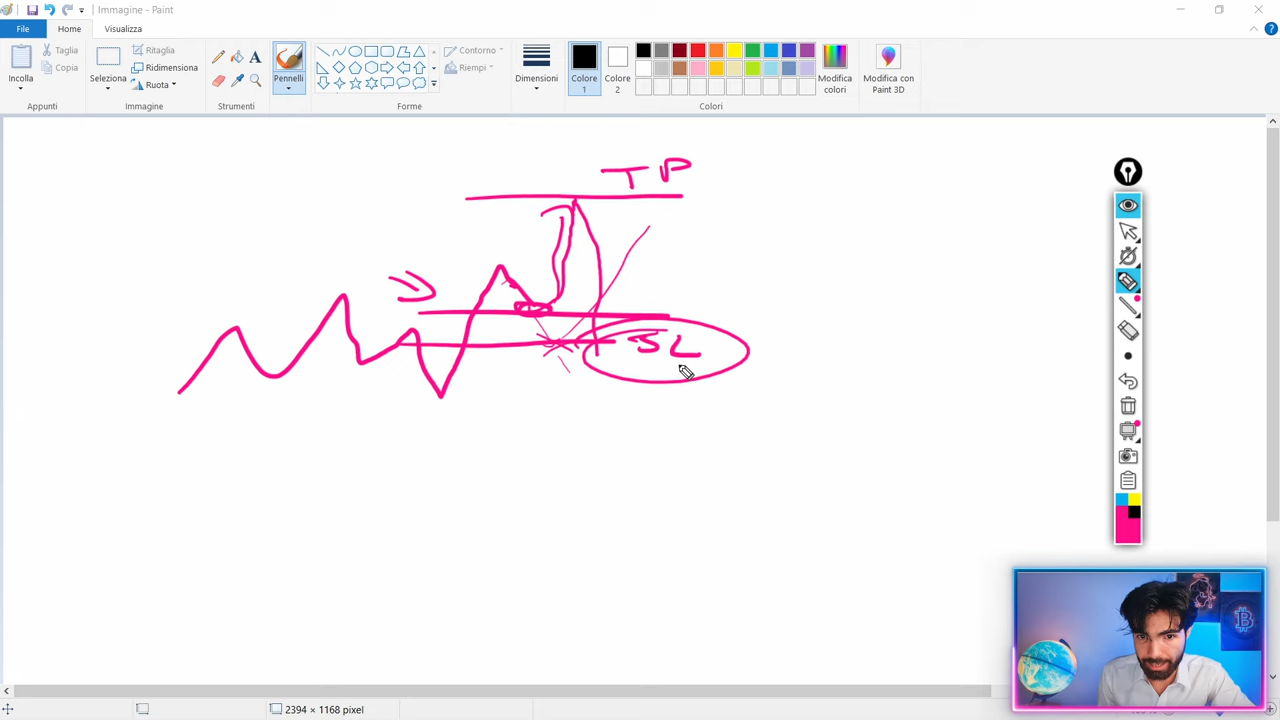 Immagine - Paint
File Home Visualizza
Incolla
Taglia
Copia
Appunti
Seleziona
Ritaglia
Ridimensiona
Ruota
Immagine
Strumenti
Pennelli
Contorno
Riempi
Forme
Dimensioni
Colore 1
Colore 2
Modifica colori
Colori
Modifica con Paint 3D
TP
SL
2394 × 1168 pixel